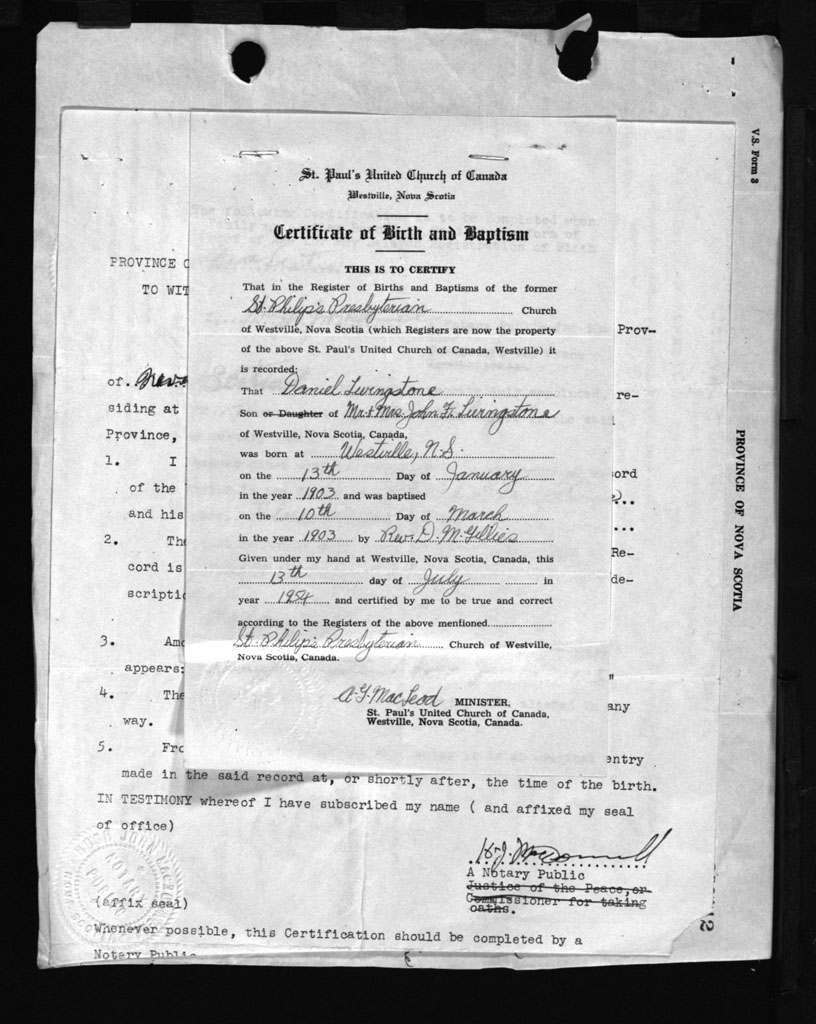 V.S. Form 3
PROVINCE OF NOVA SCOTIA
St. Paul's United Church of Canada
Westville, Nova Scotia
Certificate of Birth and Baptism
THIS IS TO CERTIFY
That in the Register of Births and Baptisms of the former
St. Philip's Presbyterian Church
of Westville, Nova Scotia (which Registers are now the property
of the above St. Paul's United Church of Canada, Westville) it
is recorded:
That Daniel Livingstone
Son or Daughter of Mr. & Mrs. John F. Livingstone
of Westville, Nova Scotia, Canada,
was born at Westville, N.S.
on the 13th Day of January
in the year 1903 and was baptised
on the 10th Day of March
in the year 1903 by Rev. D. M. Gillies
Given under my hand at Westville, Nova Scotia, Canada, this
13th day of July in
year 1954 and certified by me to be true and correct
according to the Registers of the above mentioned
St. Philip's Presbyterian Church of Westville,
Nova Scotia, Canada.
MacLeod MINISTER,
St. Paul's United Church of Canada,
Westville, Nova Scotia, Canada.
PROVINCE O
TO WIT
Prov-
of
re-
siding at
Province,
1. I
ord
of the
and his
2. Th
Re-
cord is
de-
scripti
3. Am
appears:
"
4. The
any
way.
5. Fro
entry
made in the said record at, or shortly after, the time of the birth.
IN TESTIMONY whereof I have subscribed my name ( and affixed my seal
of office)
McDonnell
A Notary Public
Justice of the Peace, or
Commissioner for taking
oaths.
NOTARY
PUBLIC
(affix seal)
Whenever possible, this Certification should be completed by a
Notary Public